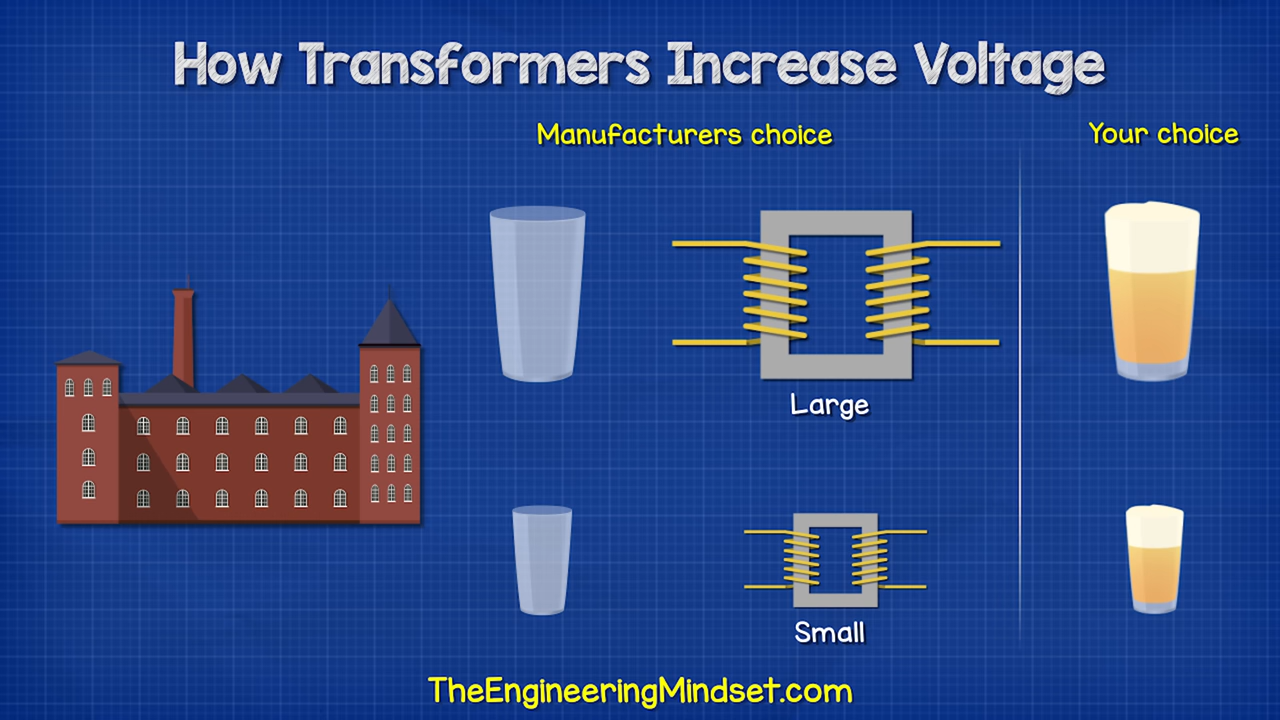 How Transformers Increase Voltage
Manufacturers choice
Your choice
Large
Small
TheEngineeringMindset.com